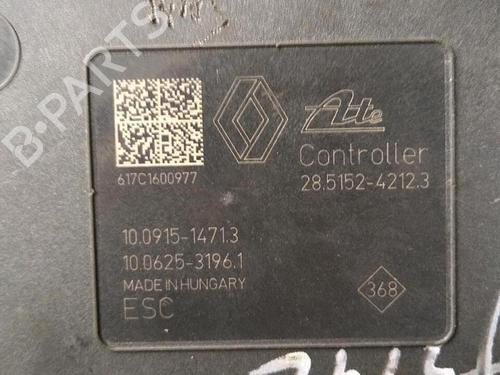 B-PARTS
Ate
Controller
617C1600977
28.5152-4212.3
10.0915-1471.3
10.0625-3196.1
MADE IN HUNGARY
ESC
368